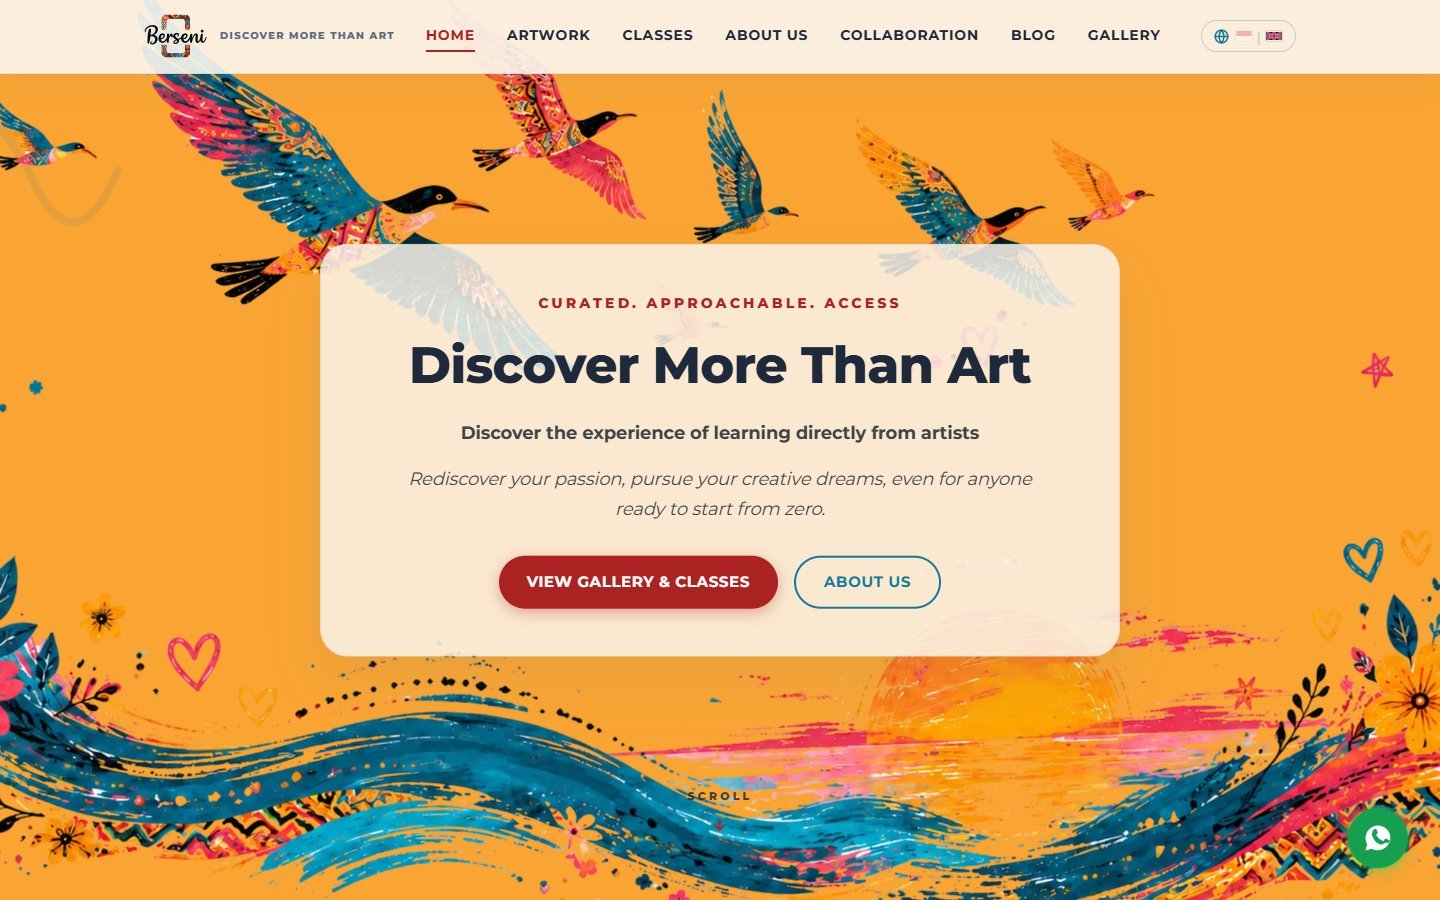 Berseni
DISCOVER MORE THAN ART
HOME
ARTWORK
CLASSES
ABOUT US
COLLABORATION
BLOG
GALLERY
|
CURATED. APPROACHABLE. ACCESS
Discover More Than Art
Discover the experience of learning directly from artists
Rediscover your passion, pursue your creative dreams, even for anyone
ready to start from zero.
VIEW GALLERY & CLASSES
ABOUT US
SCROLL